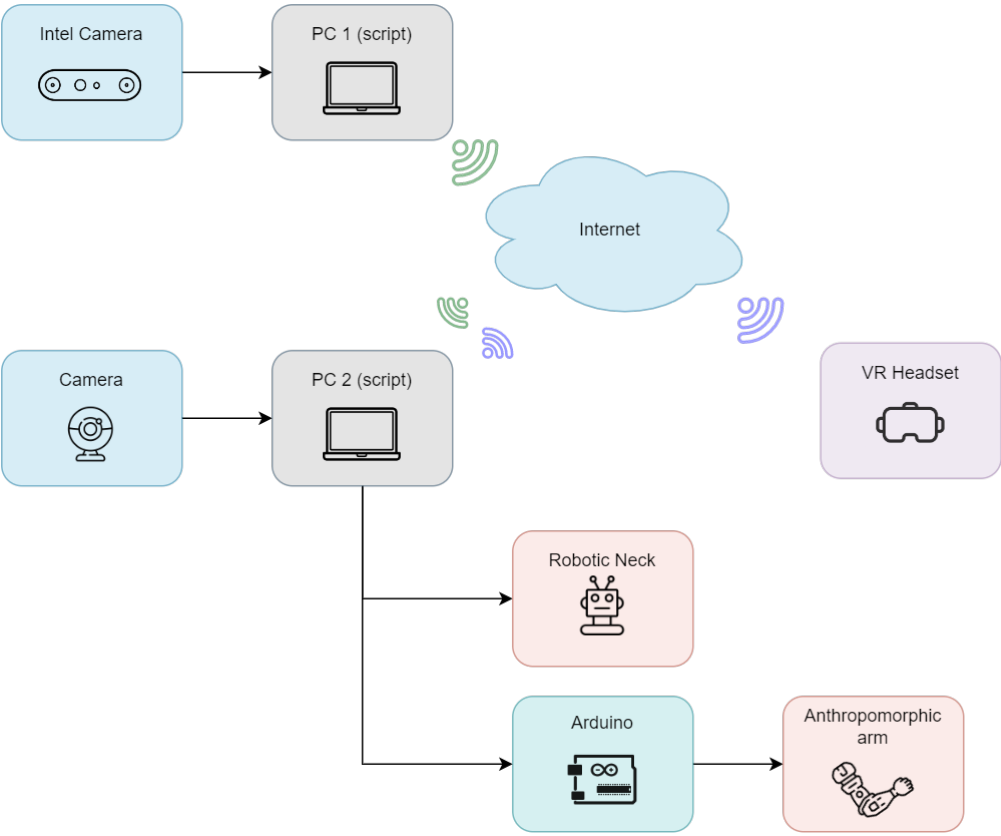 Intel Camera
PC 1 (script)
Internet
Camera
PC 2 (script)
VR Headset
Robotic Neck
Arduino
Anthropomorphic
arm